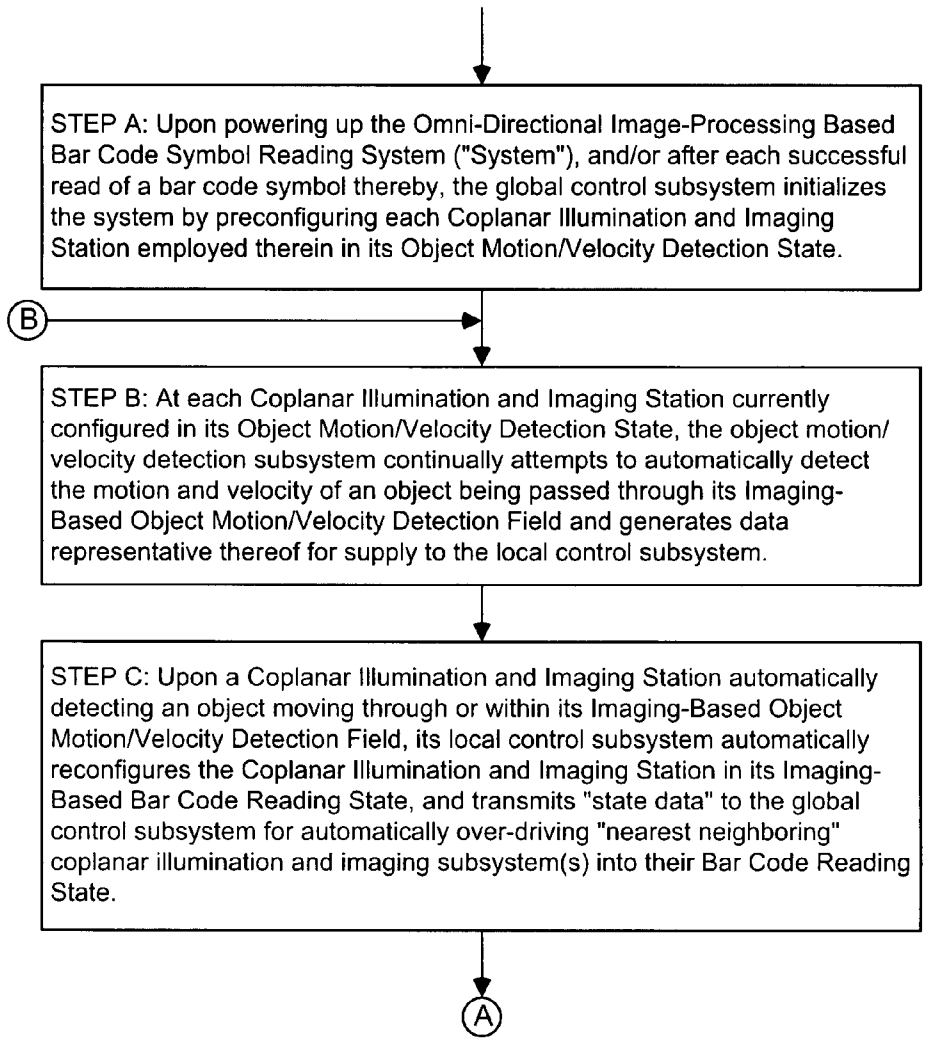 STEP A: Upon powering up the Omni-Directional Image-Processing Based
Bar Code Symbol Reading System ("System"), and/or after each successful
read of a bar code symbol thereby, the global control subsystem initializes
the system by preconfiguring each Coplanar Illumination and Imaging
Station employed therein in its Object Motion/Velocity Detection State.
B
STEP B: At each Coplanar Illumination and Imaging Station currently
configured in its Object Motion/Velocity Detection State, the object motion/
velocity detection subsystem continually attempts to automatically detect
the motion and velocity of an object being passed through its Imaging-
Based Object Motion/Velocity Detection Field and generates data
representative thereof for supply to the local control subsystem.
STEP C: Upon a Coplanar Illumination and Imaging Station automatically
detecting an object moving through or within its Imaging-Based Object
Motion/Velocity Detection Field, its local control subsystem automatically
reconfigures the Coplanar Illumination and Imaging Station in its Imaging-
Based Bar Code Reading State, and transmits "state data" to the global
control subsystem for automatically over-driving "nearest neighboring"
coplanar illumination and imaging subsystem(s) into their Bar Code Reading
State.
A